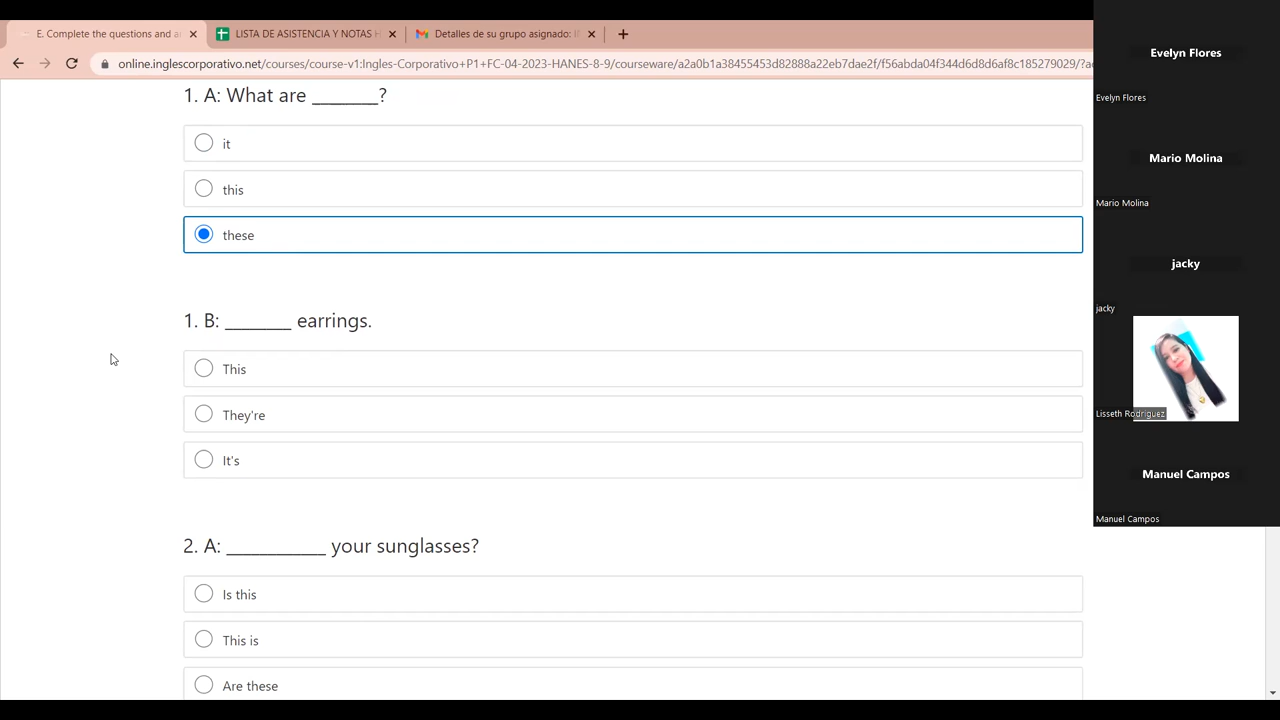 E. Complete the questions and a
LISTA DE ASISTENCIA Y NOTAS H
Detalles de su grupo asignado: I
online.inglescorporativo.net/courses/course-v1:Ingles-Corporativo+P1+FC-04-2023-HANES-8-9/courseware/a2a0b1a38455453d82888a22eb7dae2f/f56abda04f344d6d8d6af8c185279029/?a
1. A: What are ________?
it
this
these
1. B: ________ earrings.
This
They're
It's
2. A: ____________ your sunglasses?
Is this
This is
Are these
Evelyn Flores
Evelyn Flores
Mario Molina
Mario Molina
jacky
jacky
Lisseth Rodriguez
Manuel Campos
Manuel Campos